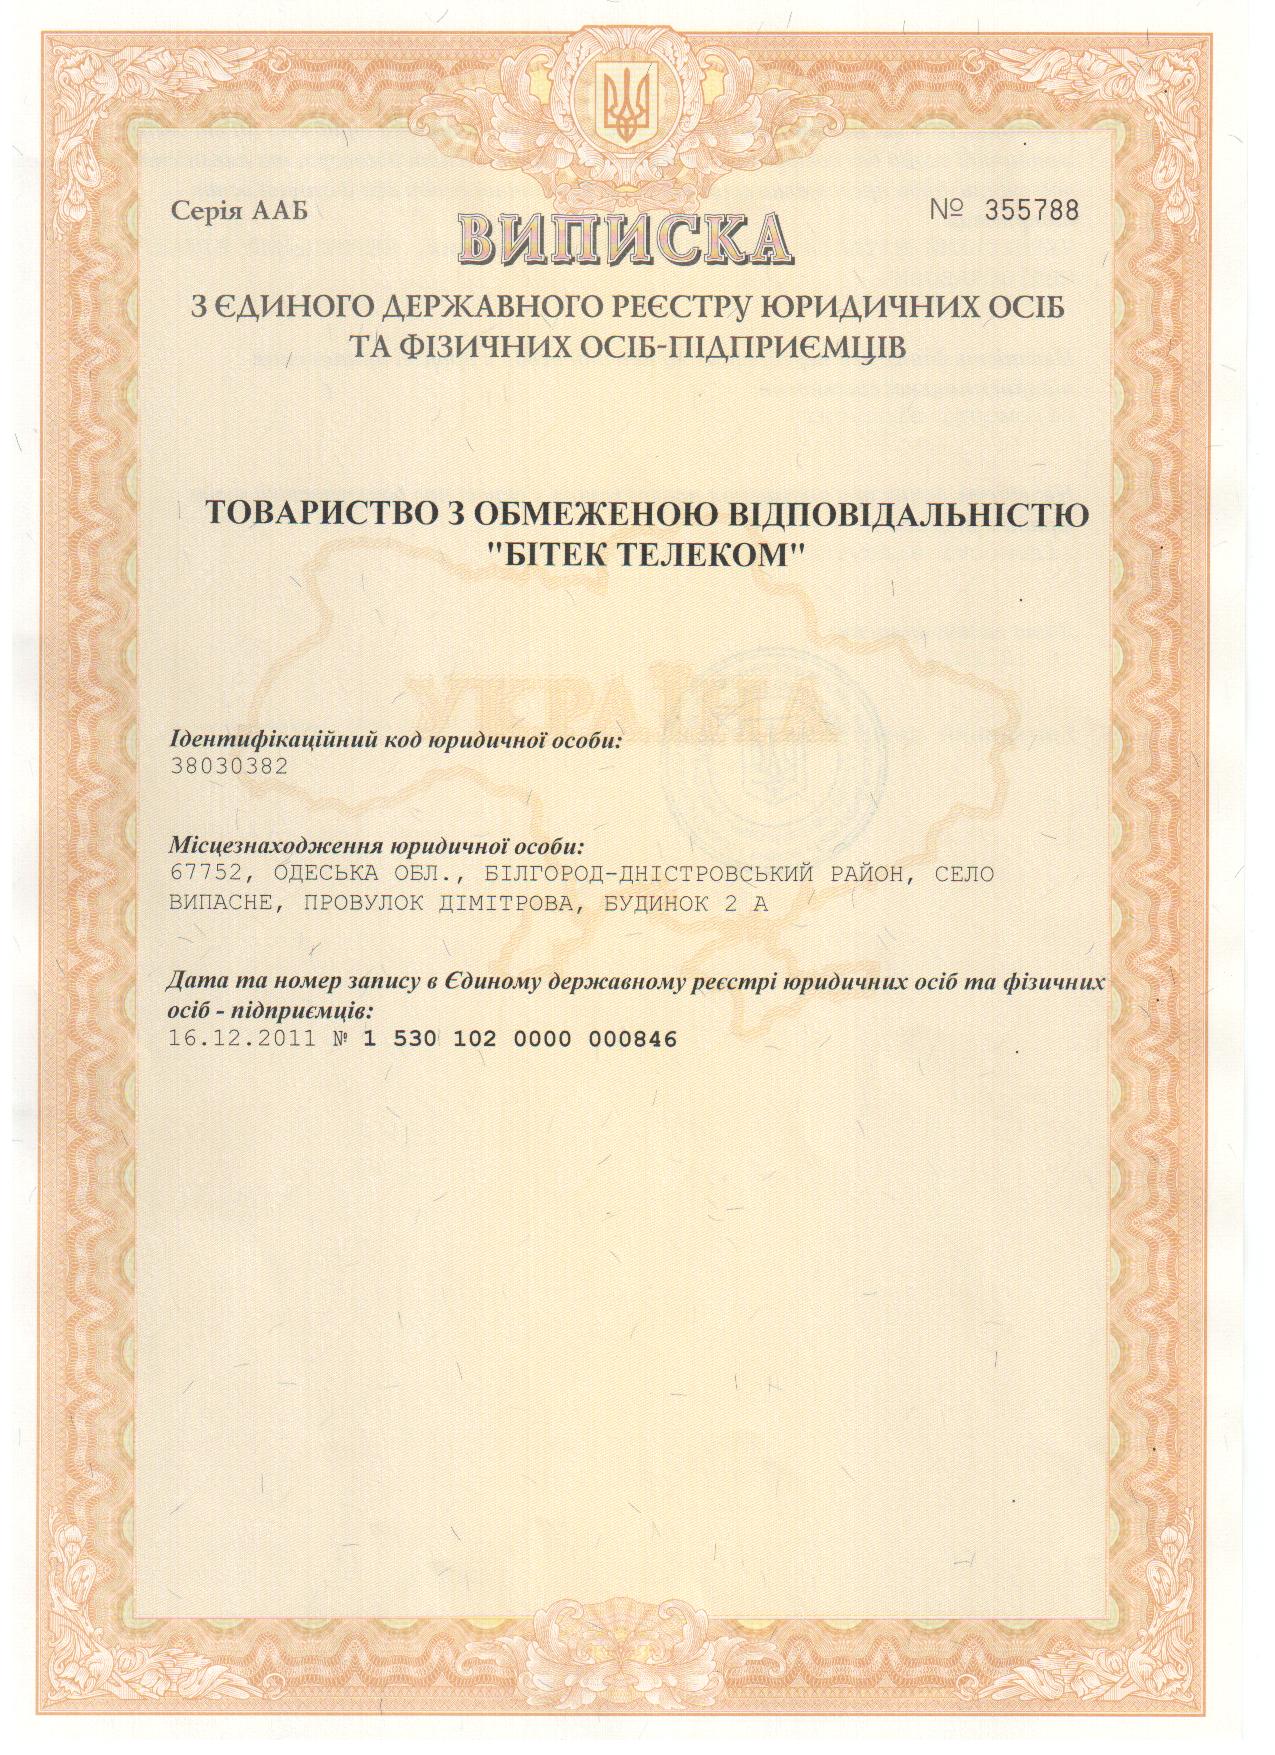 Серія ААБ
№ 355788
ВИПИСКА
З ЄДИНОГО ДЕРЖАВНОГО РЕЄСТРУ ЮРИДИЧНИХ ОСІБ
ТА ФІЗИЧНИХ ОСІБ-ПІДПРИЄМЦІВ
ТОВАРИСТВО З ОБМЕЖЕНОЮ ВІДПОВІДАЛЬНІСТЮ
"БІТЕК ТЕЛЕКОМ"
УКРАЇНА
Ідентифікаційний код юридичної особи:
38030382
Місцезнаходження юридичної особи:
67752, ОДЕСЬКА ОБЛ., БІЛГОРОД-ДНІСТРОВСЬКИЙ РАЙОН, СЕЛО
ВИПАСНЕ, ПРОВУЛОК ДІМІТРОВА, БУДИНОК 2 А
Дата та номер запису в Єдиному державному реєстрі юридичних осіб та фізичних
осіб - підприємців:
16.12.2011 № 1 530 102 0000 000846